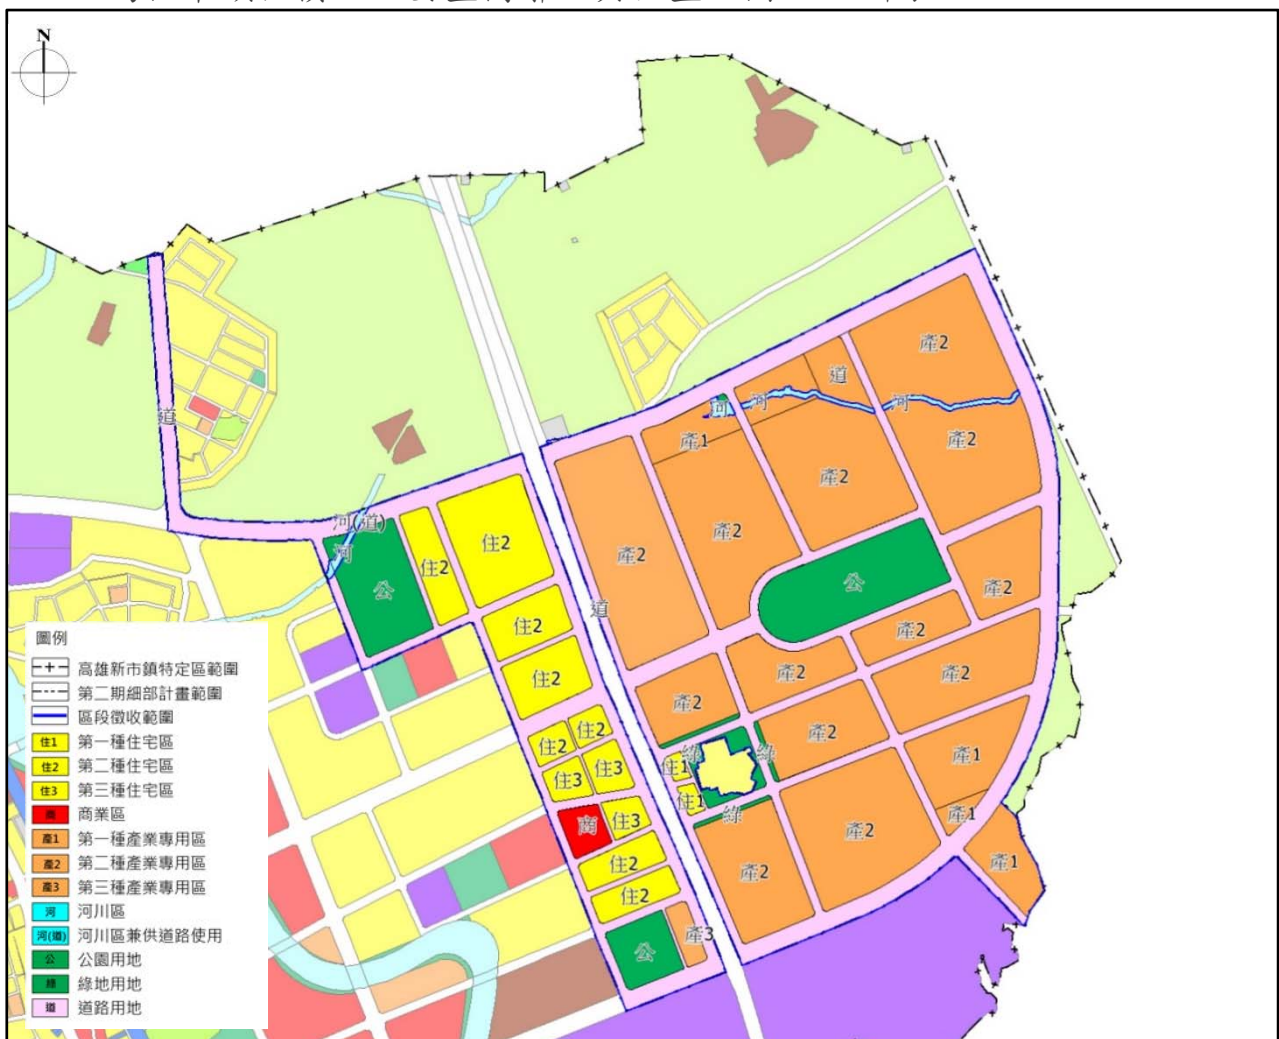 N
產2
道
河
河
河
道
產1
產2
產2
河(道)
河
住2
住2
產2
產2
公
公
產2
道
住2
產2
產2
產2
住2
產2
產2
住2
住2
綠
綠
產1
住1
住3
住3
住1
綠
產1
商
住3
產2
產1
住2
產2
住2
產3
公
圖例
高雄新市鎮特定區範圍
第二期細部計畫範圍
區段徵收範圍
住1 第一種住宅區
住2 第二種住宅區
住3 第三種住宅區
商 商業區
產1 第一種產業專用區
產2 第二種產業專用區
產3 第三種產業專用區
河 河川區
河(道) 河川區兼供道路使用
公 公園用地
綠 綠地用地
道 道路用地